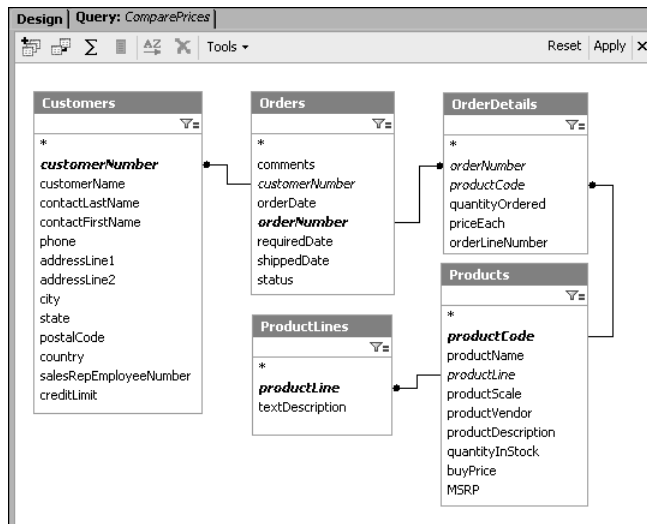 Design Query: ComparePrices
Σ AZ Tools Reset Apply
Customers
*
customerNumber
customerName
contactLastName
contactFirstName
phone
addressLine1
addressLine2
city
state
postalCode
country
salesRepEmployeeNumber
creditLimit
Orders
*
comments
customerNumber
orderDate
orderNumber
requiredDate
shippedDate
status
OrderDetails
*
orderNumber
productCode
quantityOrdered
priceEach
orderLineNumber
ProductLines
*
productLine
textDescription
Products
*
productCode
productName
productLine
productScale
productVendor
productDescription
quantityInStock
buyPrice
MSRP